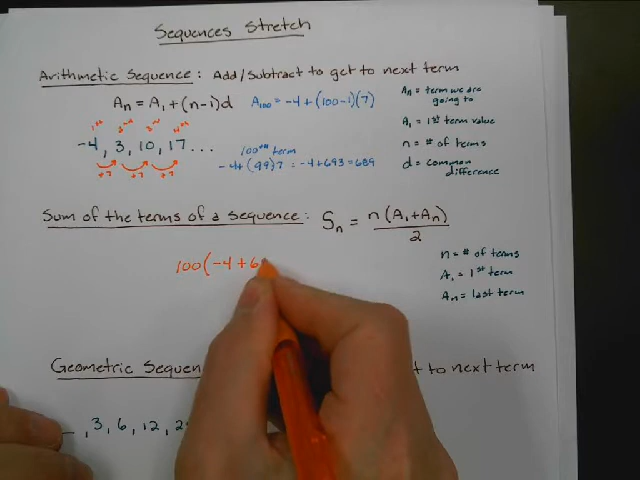 Sequences Stretch
Arithmetic Sequence: Add/Subtract to get to next term
An = A1 + (n-1)d A100 = -4 + (100-1)(7)
An = term we are going to
A1 = 1st term value
n = # of terms
d = common difference
1st 2nd 3rd 4th
-4, 3, 10, 17 ...
+7 +7 +7
100th term
-4+(99)7 = -4+693 = 689
Sum of the terms of a sequence: Sn = n(A1+An)/2
n = # of terms
A1 = 1st term
An = last term
100(-4+6
Geometric Sequen t to next term
, 3, 6, 12, 2